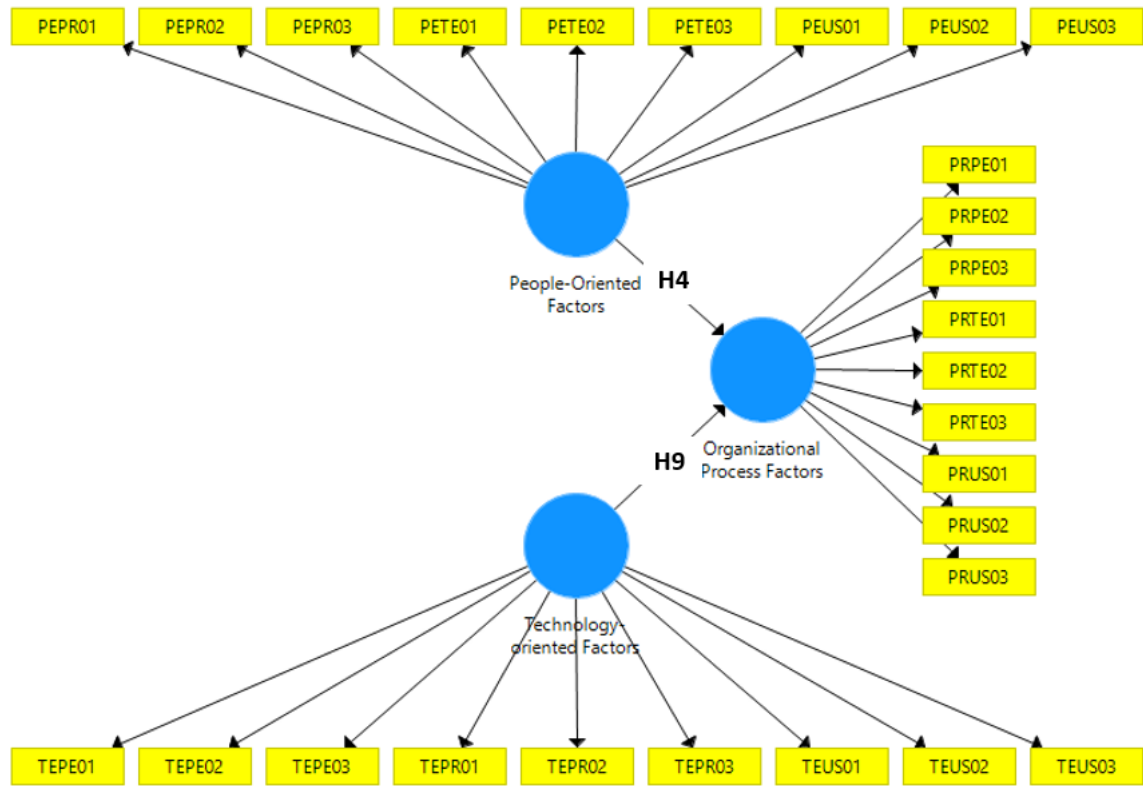 PEPR01
PEPR02
PEPR03
PETE01
PETE02
PETE03
PEUS01
PEUS02
PEUS03
People-Oriented
Factors
H4
PRPE01
PRPE02
PRPE03
PRTE01
PRTE02
PRTE03
PRUS01
PRUS02
PRUS03
Organizational
Process Factors
H9
Technology-
oriented Factors
TEPE01
TEPE02
TEPE03
TEPR01
TEPR02
TEPR03
TEUS01
TEUS02
TEUS03